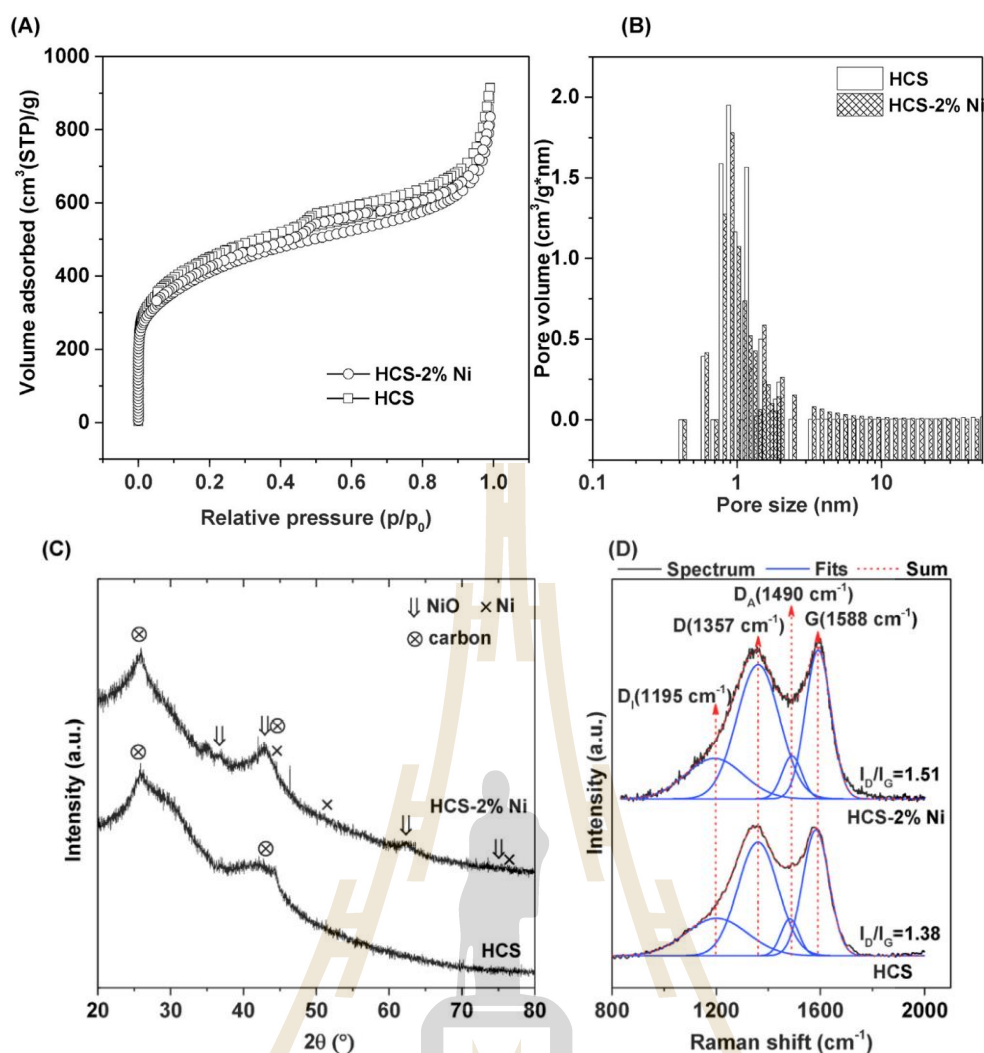 (A)
Volume adsorbed (cm³(STP)/g)
1000
800
600
400
200
0
HCS-2% Ni
HCS
0.0 0.2 0.4 0.6 0.8 1.0
Relative pressure (p/p₀)
(B)
Pore volume (cm³/g*nm)
2.0
1.5
1.0
0.5
0.0
HCS
HCS-2% Ni
0.1 1 10
Pore size (nm)
(C)
Intensity (a.u.)
⇓ NiO × Ni
⊗ carbon
HCS-2% Ni
HCS
20 30 40 50 60 70 80
2θ (°)
(D)
Intensity (a.u.)
Spectrum Fits Sum
D_A(1490 cm⁻¹)
D(1357 cm⁻¹) G(1588 cm⁻¹)
D_I(1195 cm⁻¹)
I_D/I_G=1.51
HCS-2% Ni
I_D/I_G=1.38
HCS
1200 1400 1600 1800 2000
Raman shift (cm⁻¹)